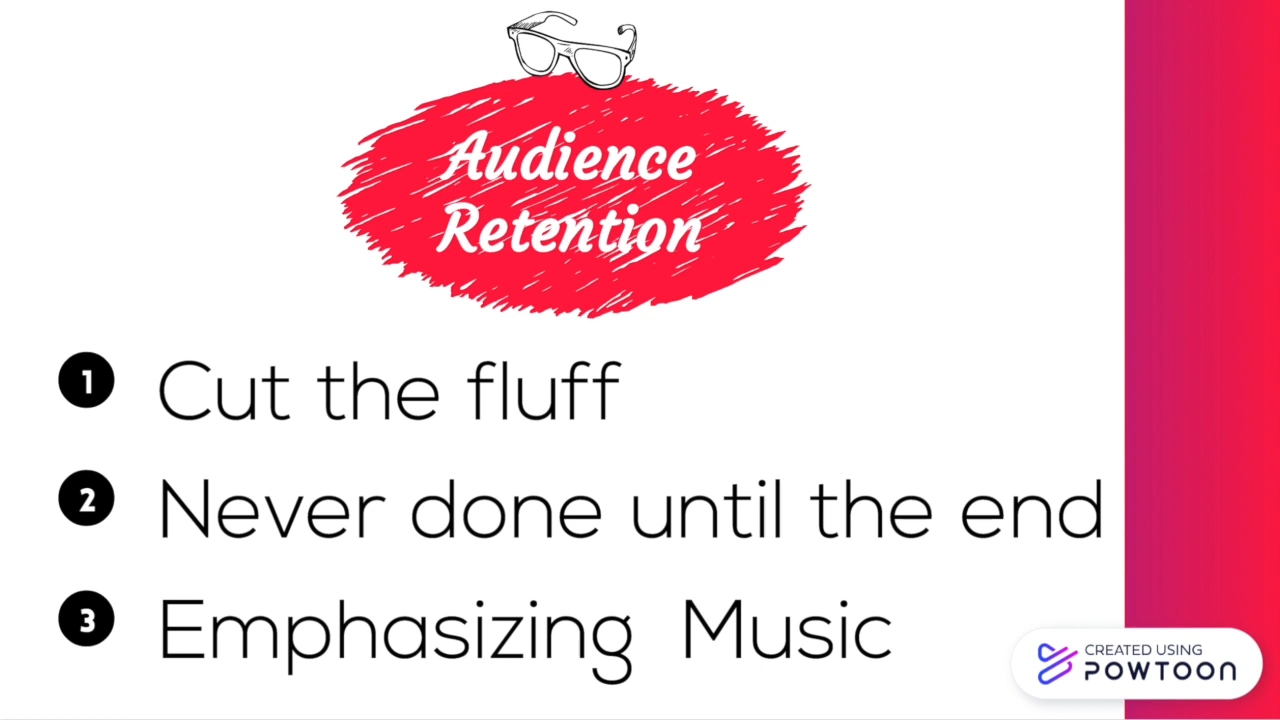 Audience
Retention
1 Cut the fluff
2 Never done until the end
3 Emphasizing Music
CREATED USING
POWTOON